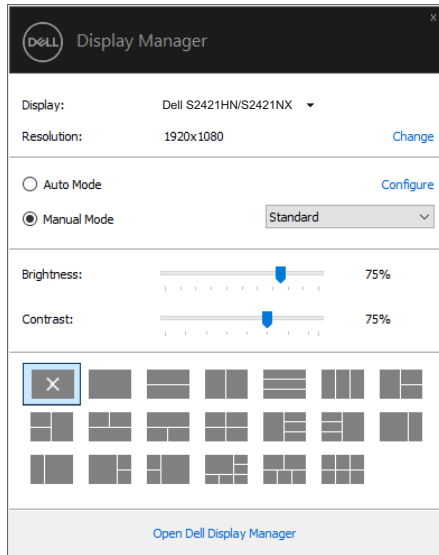 x
DELL Display Manager
Display: Dell S2421HN/S2421NX
Resolution: 1920x1080 Change
Auto Mode Configure
Manual Mode Standard
Brightness: 75%
Contrast: 75%
Open Dell Display Manager